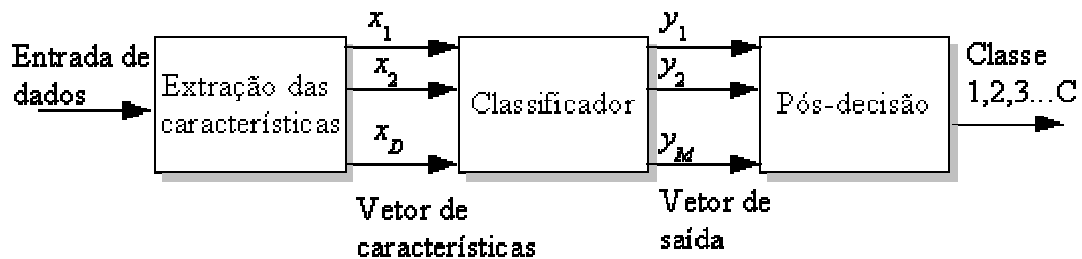 Entrada de
dados
Extração das
características
x1
x2
xD
Vetor de
características
Classificador
y1
y2
yM
Vetor de
saída
Pós-decisão
Classe
1,2,3...C